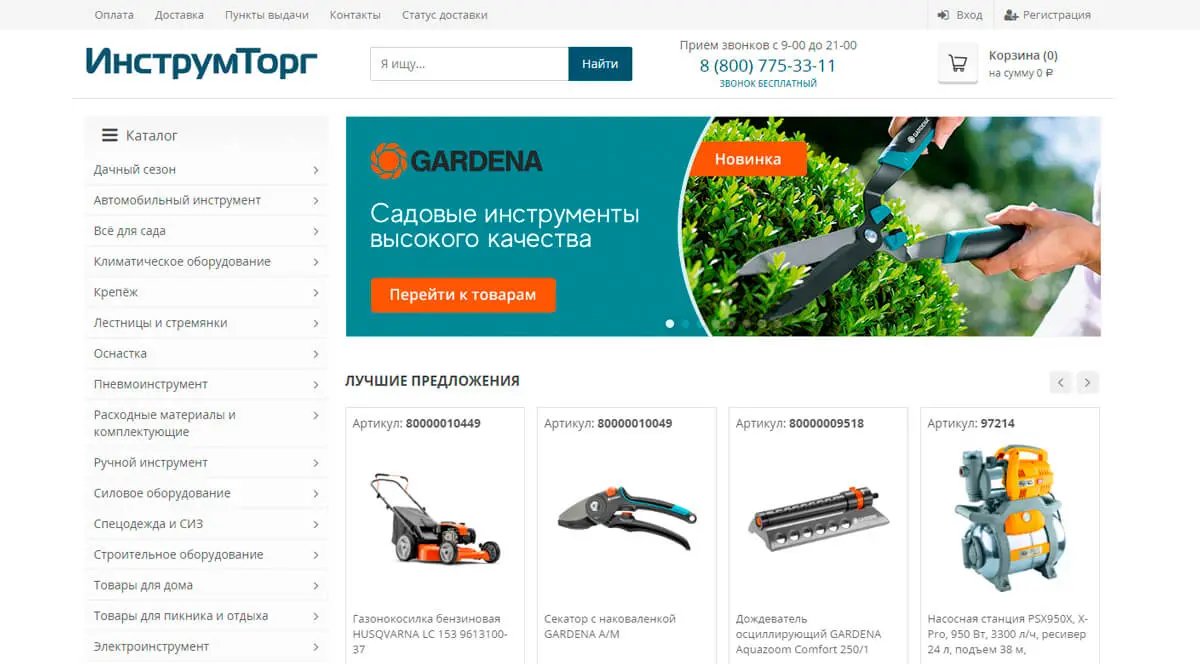 Оплата Доставка Пункты выдачи Контакты Статус доставки Вход Регистрация
ИнструмТорг
Я ищу...
Найти
Прием звонков с 9-00 до 21-00
8 (800) 775-33-11
ЗВОНОК БЕСПЛАТНЫЙ
Корзина (0)
на сумму 0 ₽
Каталог
Дачный сезон
Автомобильный инструмент
Всё для сада
Климатическое оборудование
Крепёж
Лестницы и стремянки
Оснастка
Пневмоинструмент
Расходные материалы и
комплектующие
Ручной инструмент
Силовое оборудование
Спецодежда и СИЗ
Строительное оборудование
Товары для дома
Товары для пикника и отдыха
Электроинструмент
GARDENA
Садовые инструменты
высокого качества
Перейти к товарам
Новинка
GARDENA
ЛУЧШИЕ ПРЕДЛОЖЕНИЯ
Артикул: 80000010449
Газонокосилка бензиновая
HUSQVARNA LC 153 9613100-
37
Артикул: 80000010049
Секатор с наковаленкой
GARDENA A/M
Артикул: 80000009518
Дождеватель
осциллирующий GARDENA
Aquazoom Comfort 250/1
Артикул: 97214
Насосная станция PSX950X, X-
Pro, 950 Вт, 3300 л/ч, ресивер
24 л, подъем 38 м,